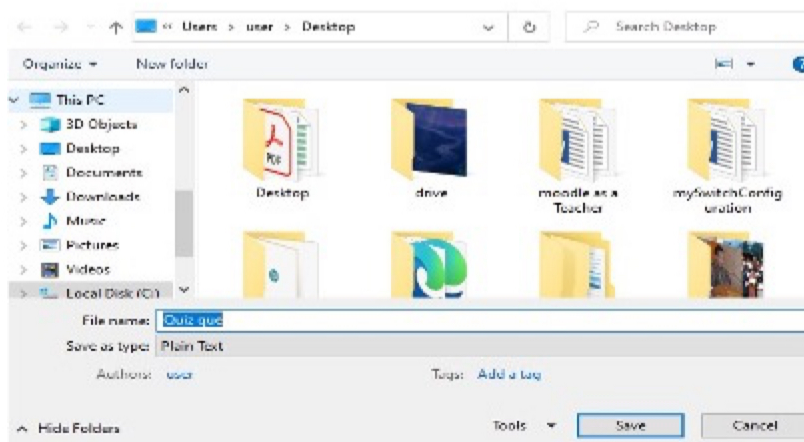 « Users > user > Desktop
Search Desktop
Organize
New folder
This PC
3D Objects
Desktop
Documents
Downloads
Music
Pictures
Videos
Local Disk (C:)
Desktop
drive
moodle as a
Teacher
mySwitchConfig
uration
File name: Quiz que
Save as type: Plain Text
Authors: user
Tags: Add a tag
Hide Folders
Tools
Save
Cancel